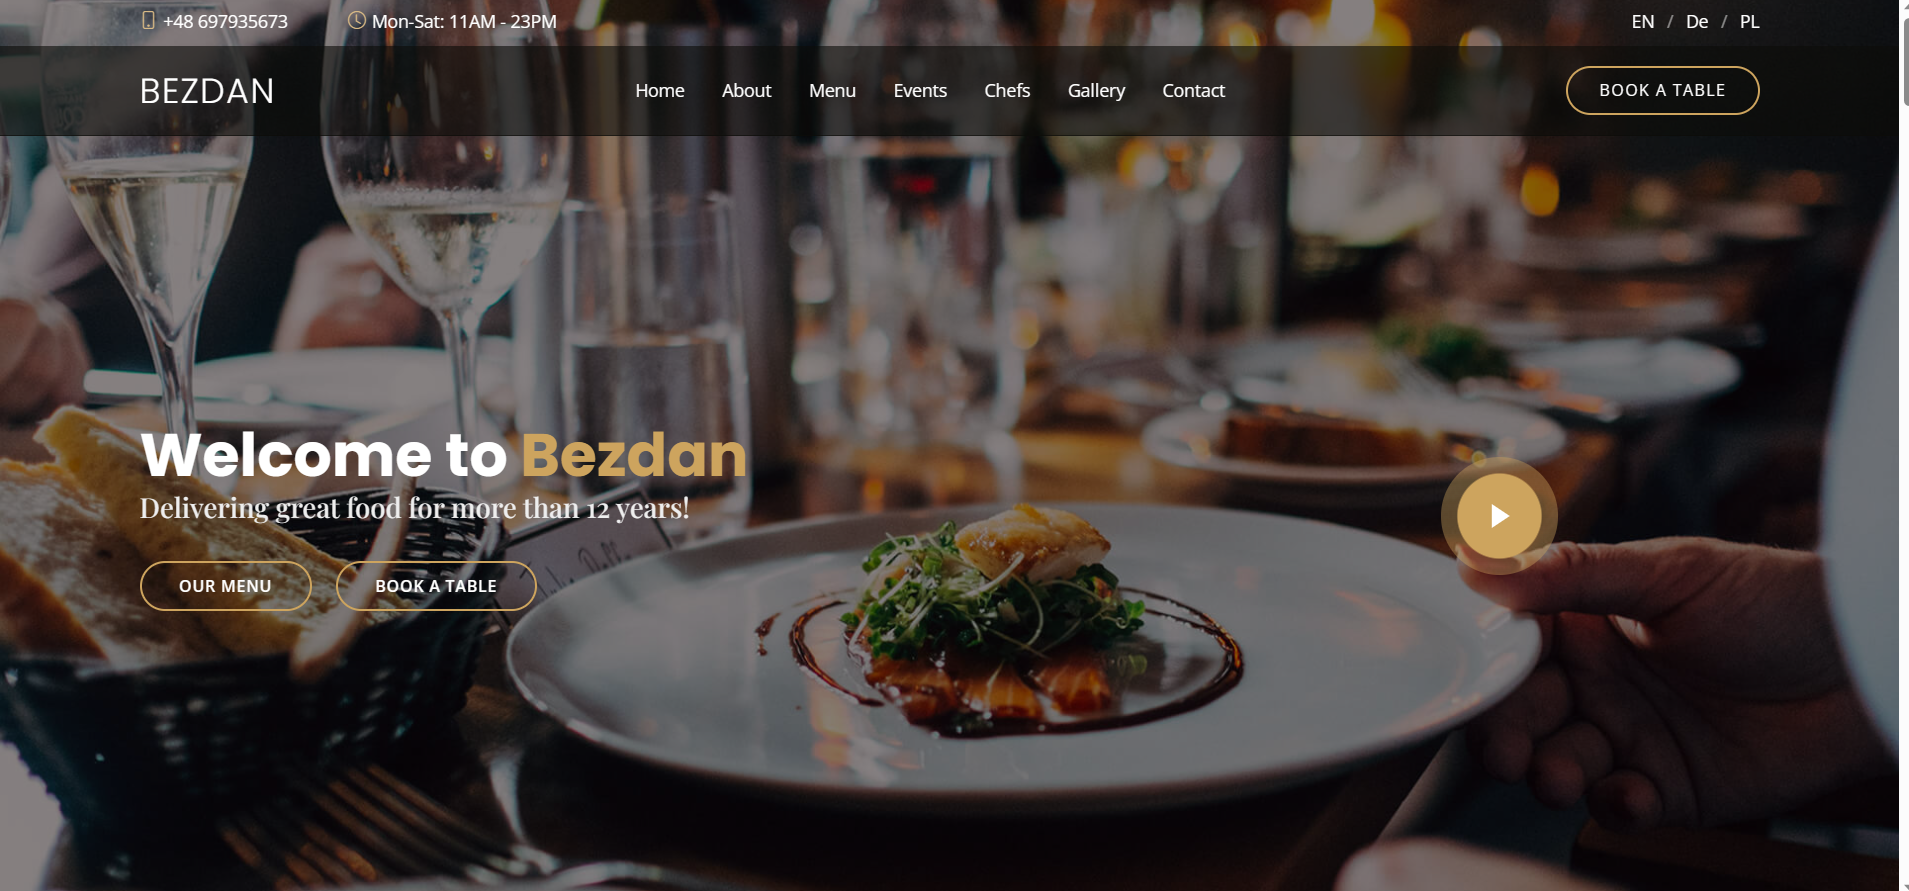 +48 697935673 Mon-Sat: 11AM - 23PM EN / De / PL
BEZDAN Home About Menu Events Chefs Gallery Contact BOOK A TABLE
Welcome to Bezdan
Delivering great food for more than 12 years!
OUR MENU BOOK A TABLE